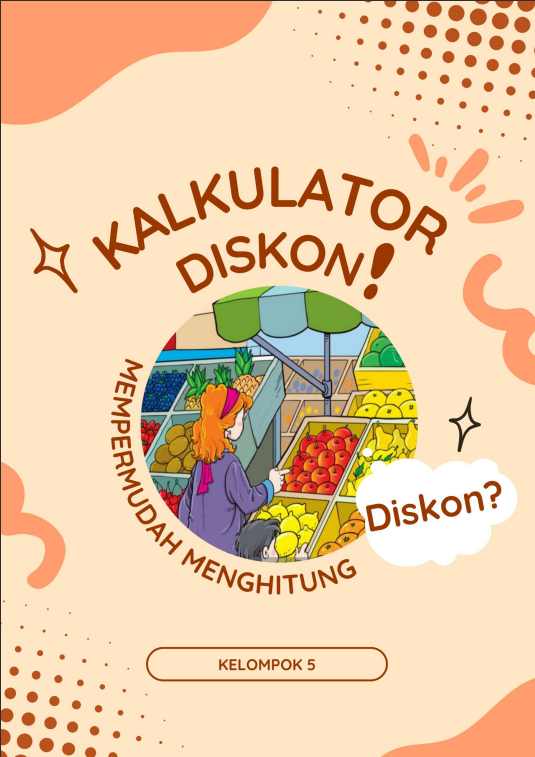 KALKULATOR
DISKON!
MEMPERMUDAH MENGHITUNG
Diskon?
KELOMPOK 5